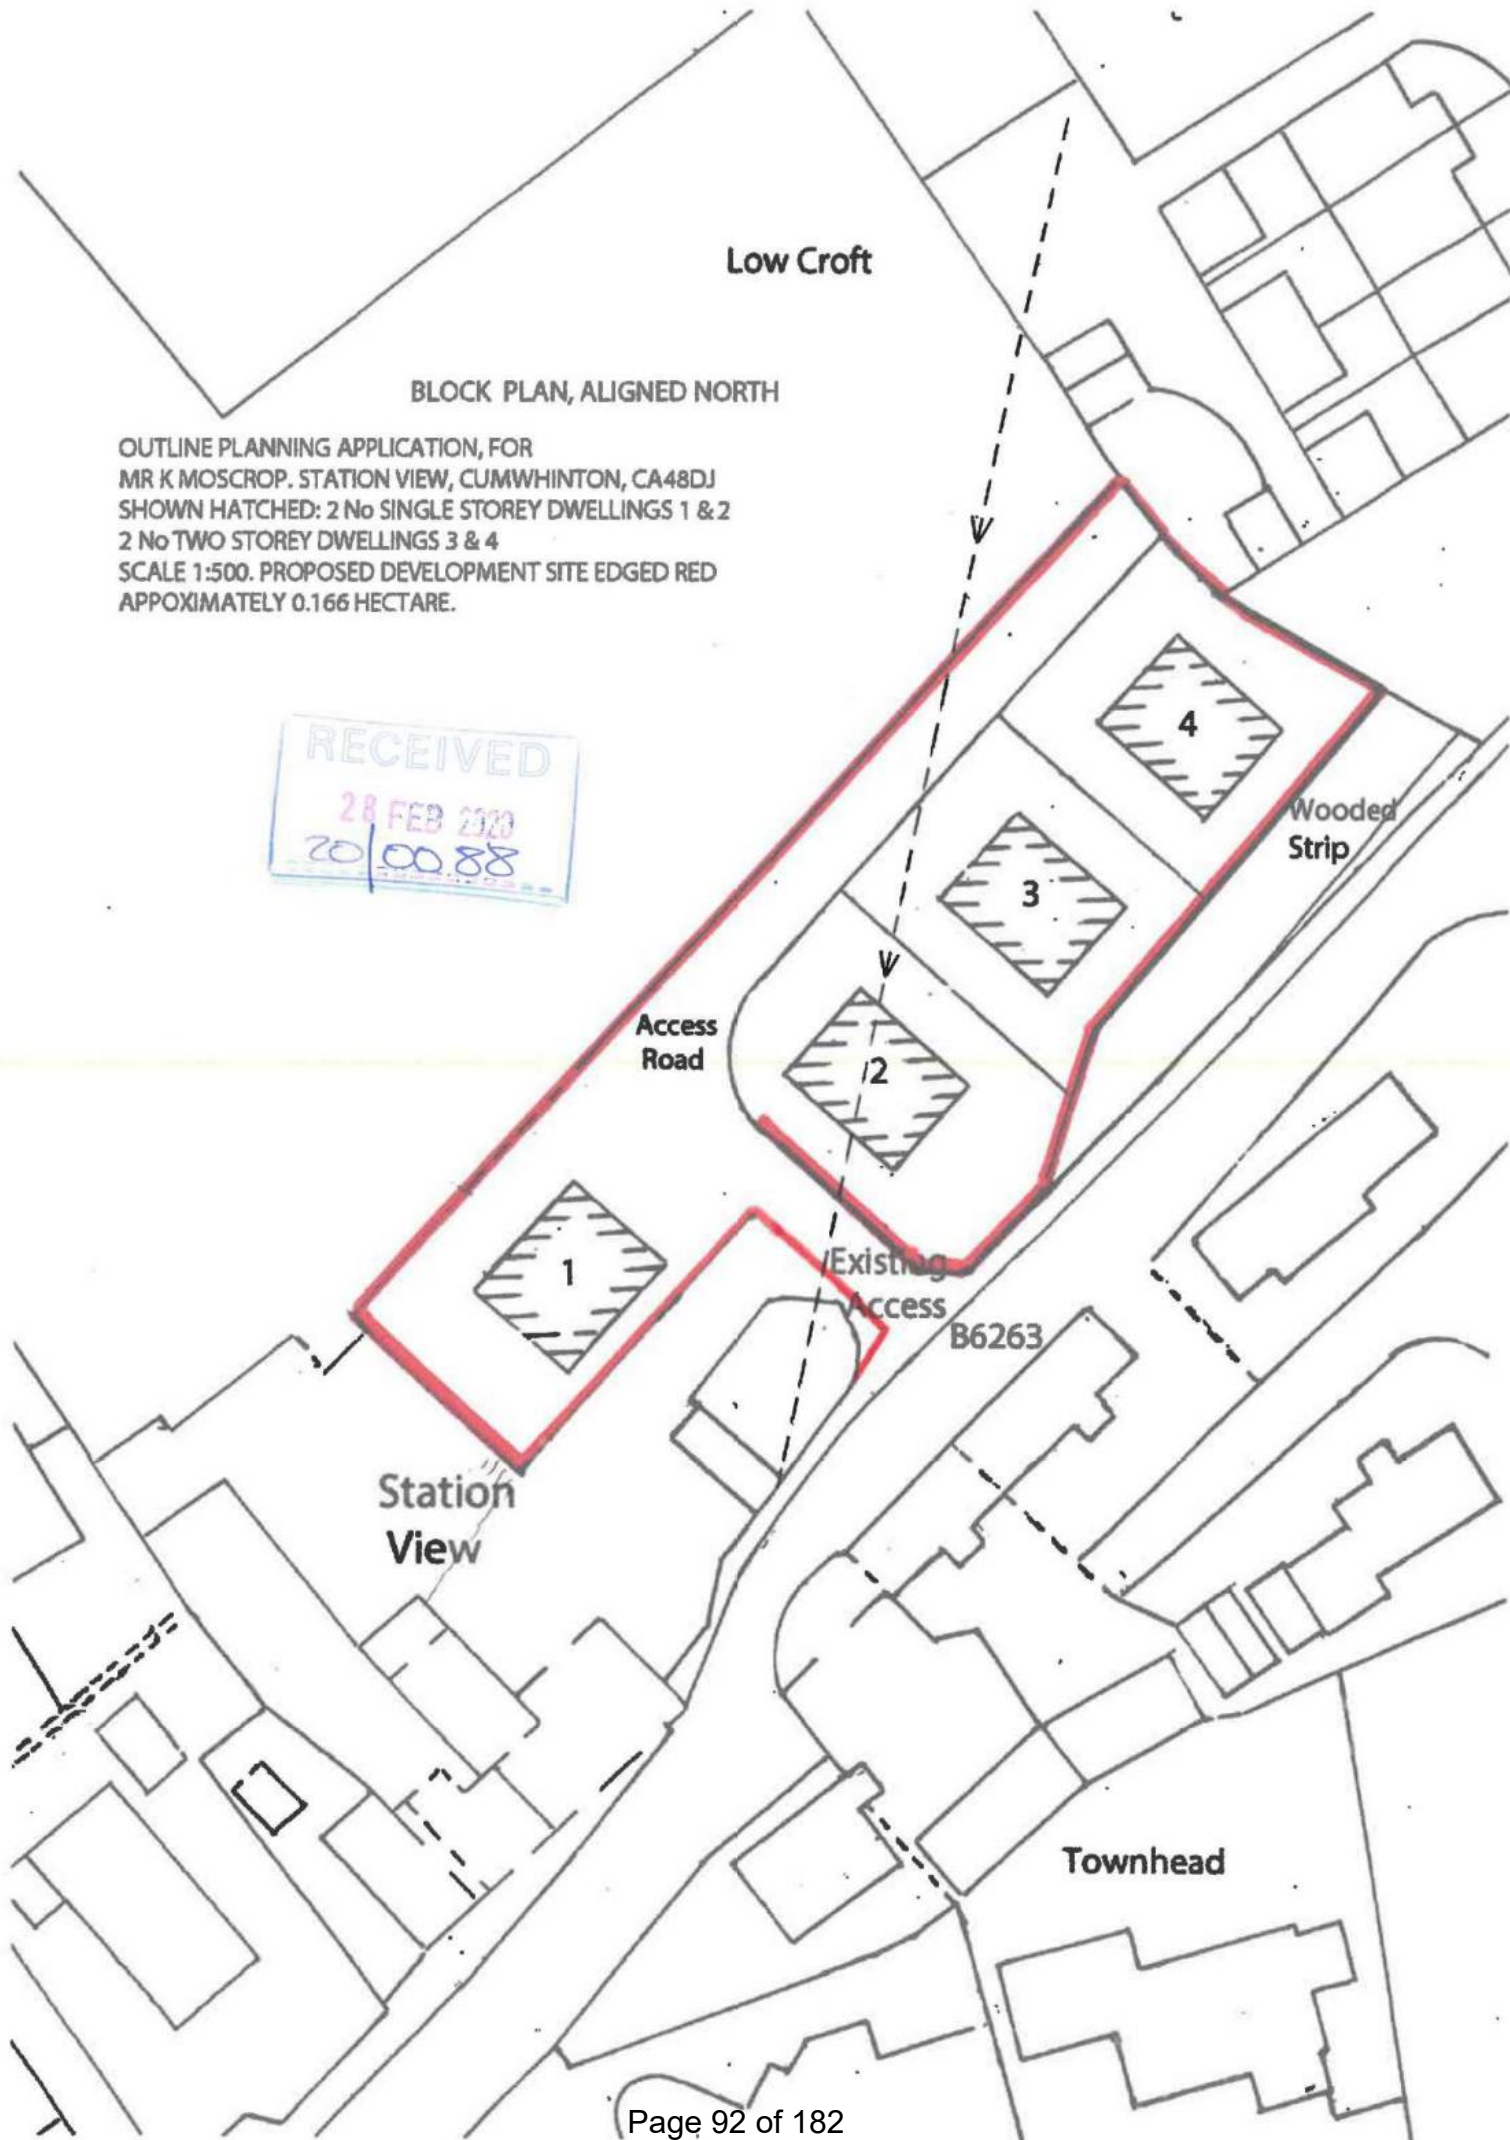 Low Croft
BLOCK PLAN, ALIGNED NORTH
OUTLINE PLANNING APPLICATION, FOR
MR K MOSCROP. STATION VIEW, CUMWHINTON, CA48DJ
SHOWN HATCHED: 2 No SINGLE STOREY DWELLINGS 1 & 2
2 No TWO STOREY DWELLINGS 3 & 4
SCALE 1:500. PROPOSED DEVELOPMENT SITE EDGED RED
APPOXIMATELY 0.166 HECTARE.
RECEIVED
28 FEB 2020
20/0088
4
Wooded
Strip
3
Access
Road
2
1
Existing
Access
B6263
Station
View
Townhead
Page 92 of 182